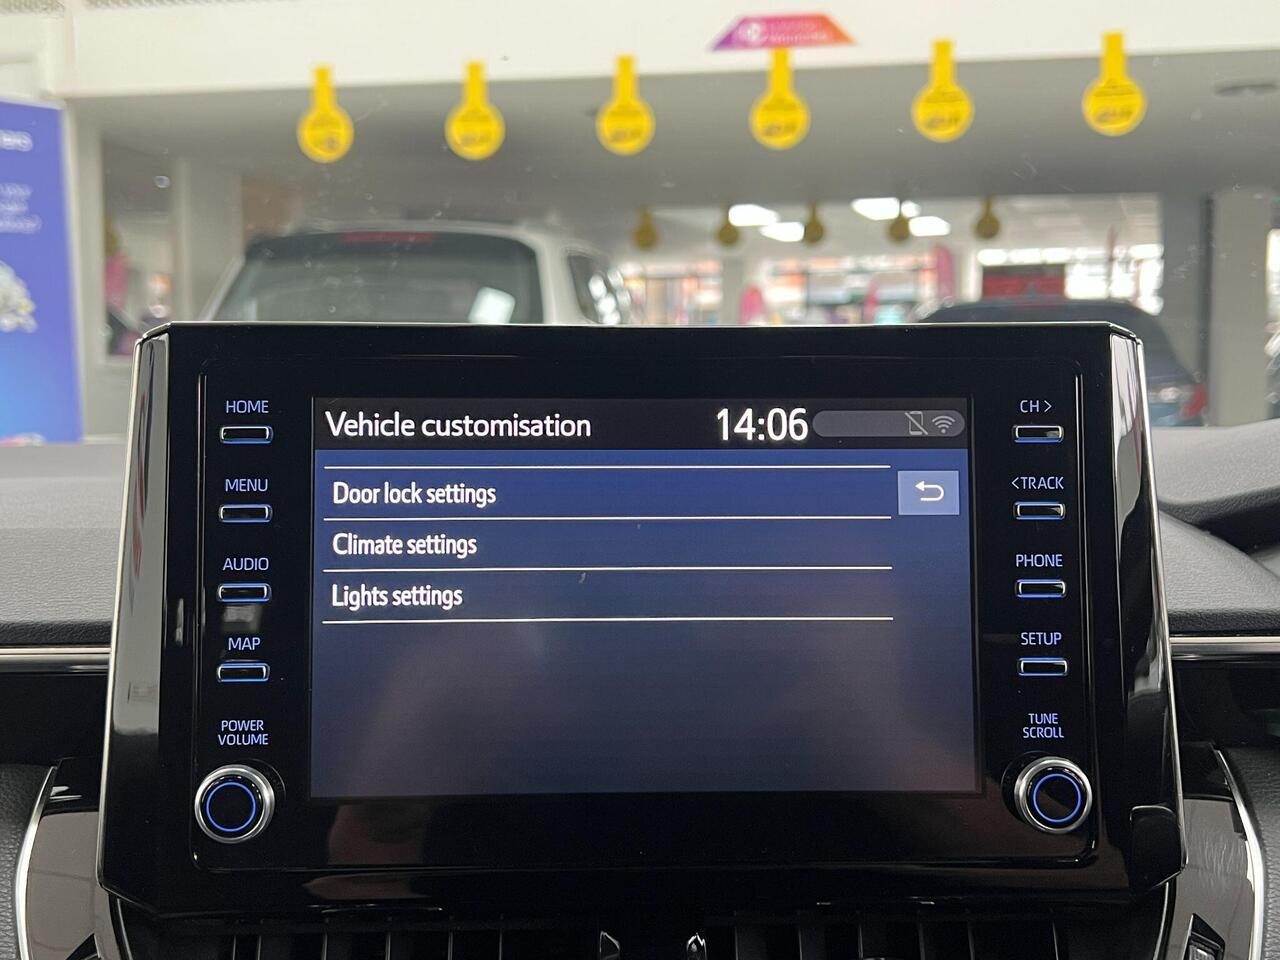 HOME
MENU
AUDIO
MAP
POWER
VOLUME
Vehicle customisation 14:06
Door lock settings
Climate settings
Lights settings
CH >
<TRACK
PHONE
SETUP
TUNE
SCROLL